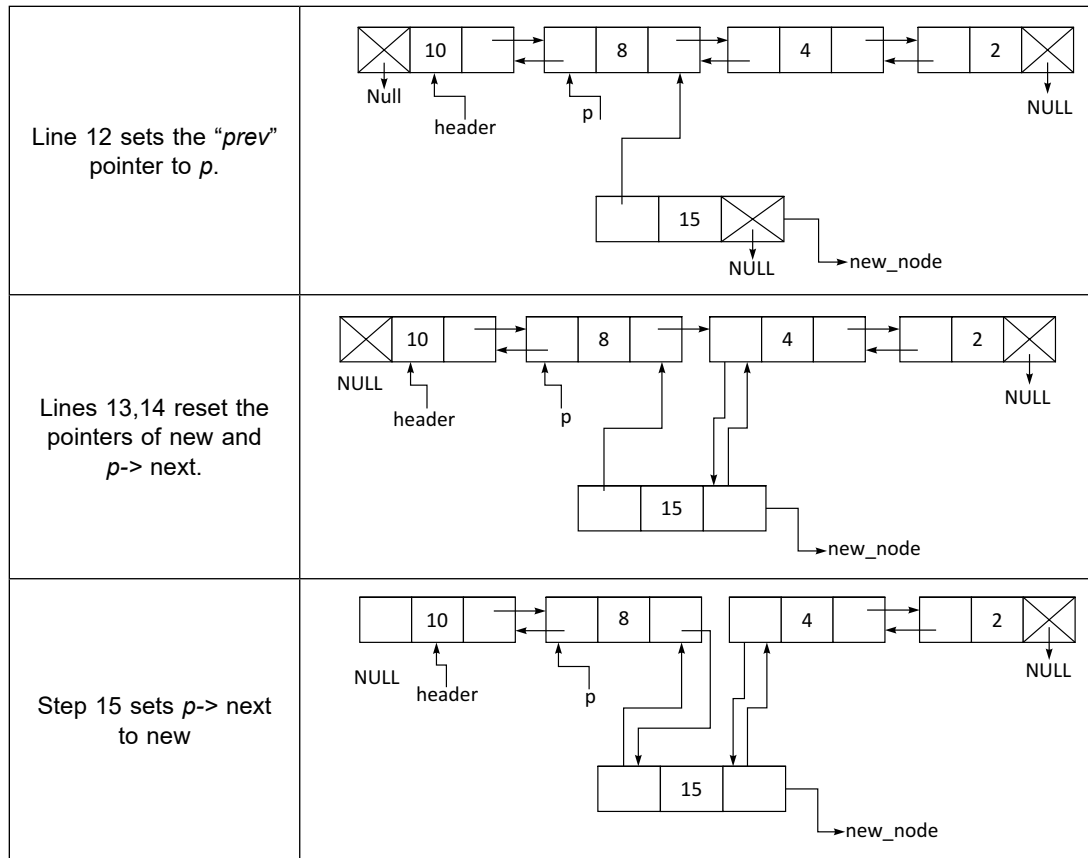 10 8 4 2
Null header p NULL
Line 12 sets the “prev”
pointer to p.
15
NULL new_node
10 8 4 2
NULL header p NULL
Lines 13,14 reset the
pointers of new and
p-> next.
15
new_node
10 8 4 2
NULL header p NULL
Step 15 sets p-> next
to new
15
new_node